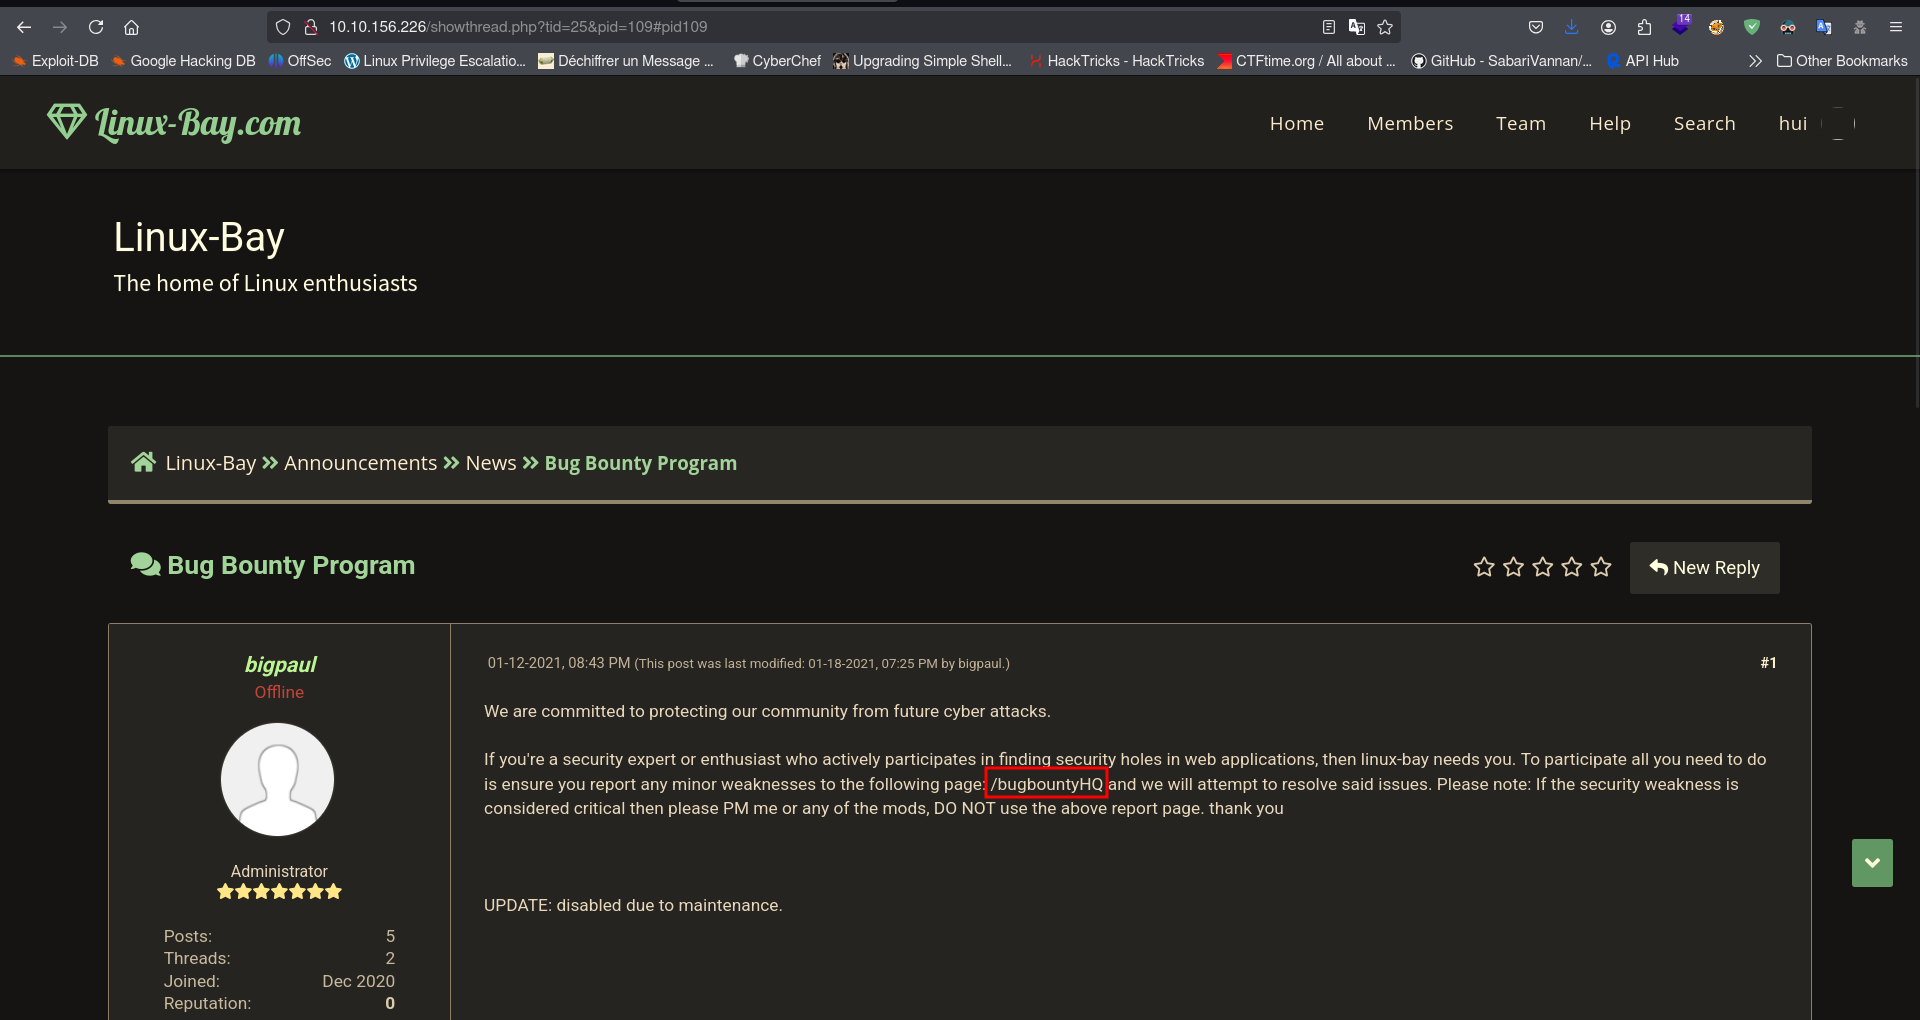 10.10.156.226/showthread.php?tid=25&pid=109#pid109
14
Exploit-DB Google Hacking DB OffSec Linux Privilege Escalatio... Déchiffrer un Message ... CyberChef Upgrading Simple Shell... HackTricks - HackTricks CTFtime.org / All about ... GitHub - SabariVannan/... API Hub Other Bookmarks
Linux-Bay.com Home Members Team Help Search hui
Linux-Bay
The home of Linux enthusiasts
Linux-Bay Announcements News Bug Bounty Program
Bug Bounty Program New Reply
bigpaul
Offline
Administrator
Posts: 5
Threads: 2
Joined: Dec 2020
Reputation: 0
01-12-2021, 08:43 PM (This post was last modified: 01-18-2021, 07:25 PM by bigpaul.) #1
We are committed to protecting our community from future cyber attacks.
If you're a security expert or enthusiast who actively participates in finding security holes in web applications, then linux-bay needs you. To participate all you need to do
is ensure you report any minor weaknesses to the following page: /bugbountyHQ and we will attempt to resolve said issues. Please note: If the security weakness is
considered critical then please PM me or any of the mods, DO NOT use the above report page. thank you
UPDATE: disabled due to maintenance.